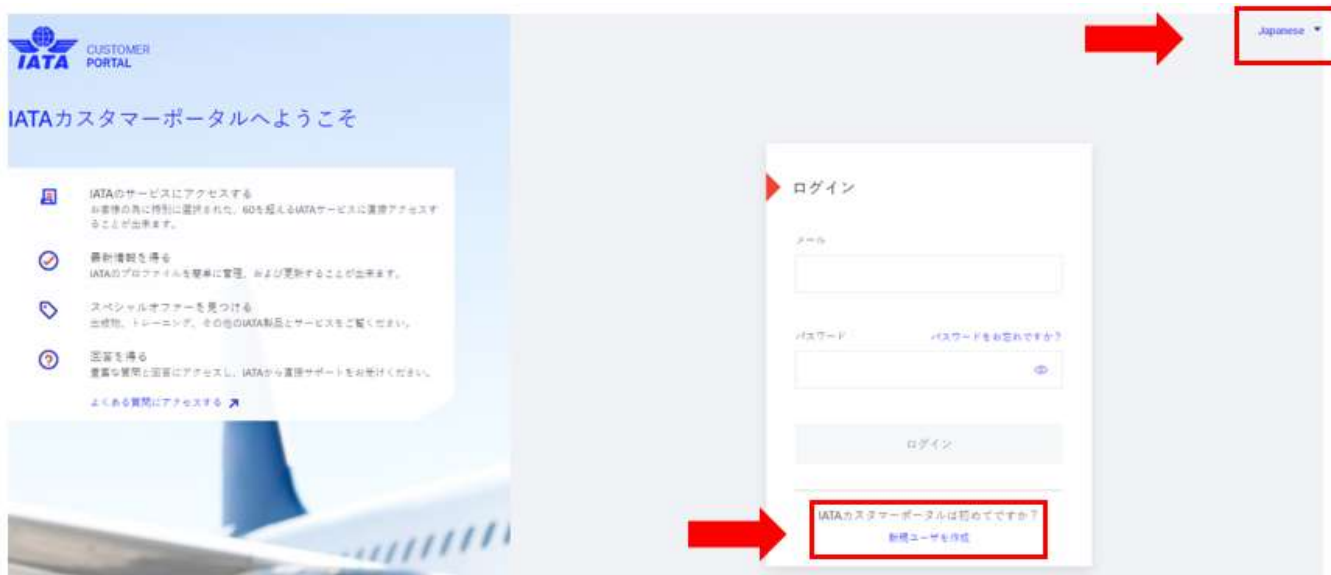 Japanese
IATA
CUSTOMER
PORTAL
IATAカスタマーポータルへようこそ
IATAのサービスにアクセスする
お客様の為に特別に選択された、60を超えるIATAサービスに直接アクセスす
ることが出来ます。
最新情報を得る
IATAのプロファイルを簡単に管理、および更新することが出来ます。
スペシャルオファーを見つける
出版物、トレーニング、その他のIATA製品とサービスをご覧ください。
回答を得る
豊富な質問と回答にアクセスし、IATAから直接サポートをお受けください。
よくある質問にアクセスする
ログイン
メール
パスワード パスワードをお忘れですか?
ログイン
IATAカスタマーポータルは初めてですか?
新規ユーザを作成